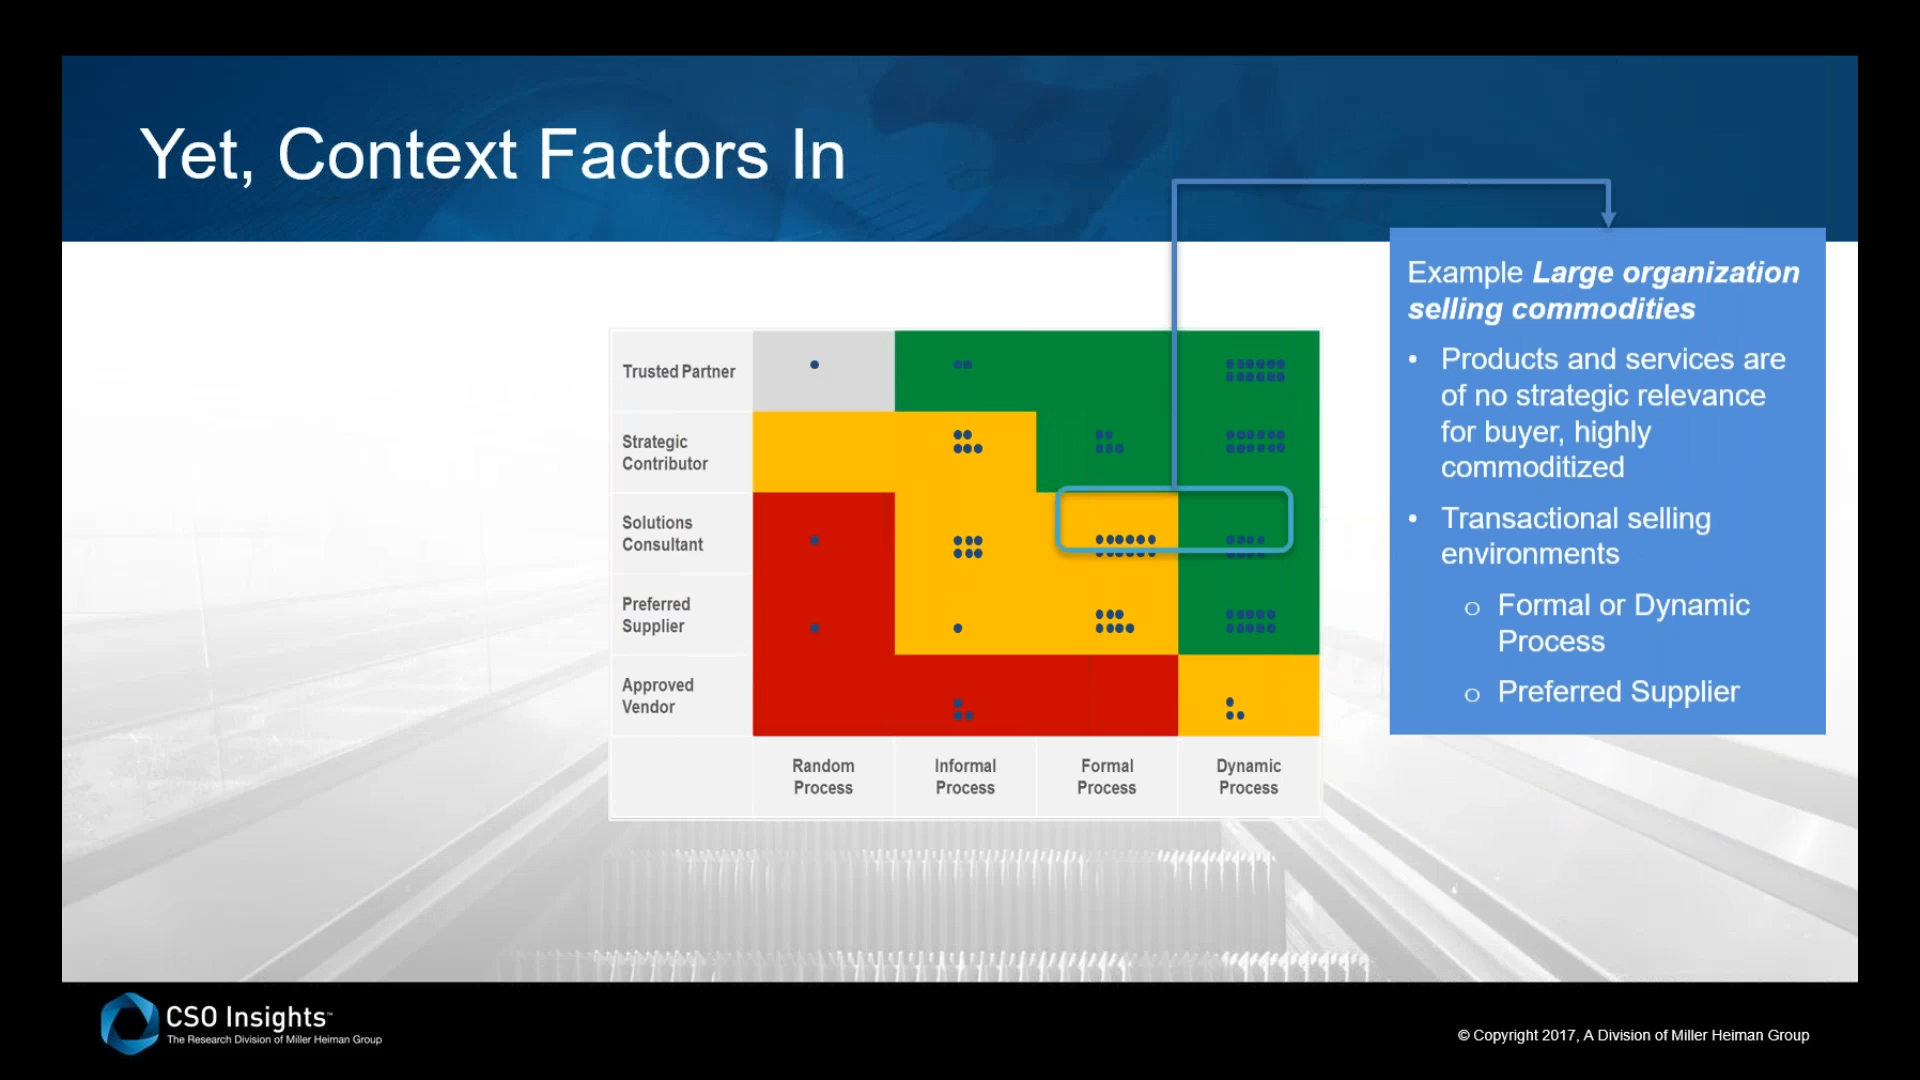 Yet, Context Factors In
Example Large organization
selling commodities
• Products and services are
of no strategic relevance
for buyer, highly
commoditized
• Transactional selling
environments
o Formal or Dynamic
Process
o Preferred Supplier
Trusted Partner
Strategic
Contributor
Solutions
Consultant
Preferred
Supplier
Approved
Vendor
Random
Process
Informal
Process
Formal
Process
Dynamic
Process
CSO Insights™
The Research Division of Miller Heiman Group
© Copyright 2017, A Division of Miller Heiman Group